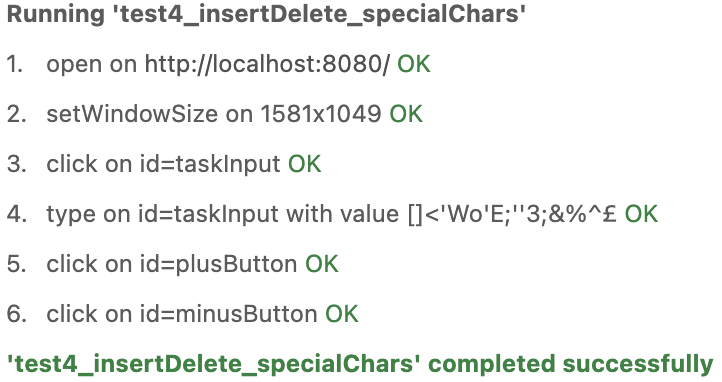 Running 'test4_insertDelete_specialChars'
1. open on http://localhost:8080/ OK
2. setWindowSize on 1581x1049 OK
3. click on id=taskInput OK
4. type on id=taskInput with value []<'Wo'E;''3;&%^£ OK
5. click on id=plusButton OK
6. click on id=minusButton OK
'test4_insertDelete_specialChars' completed successfully